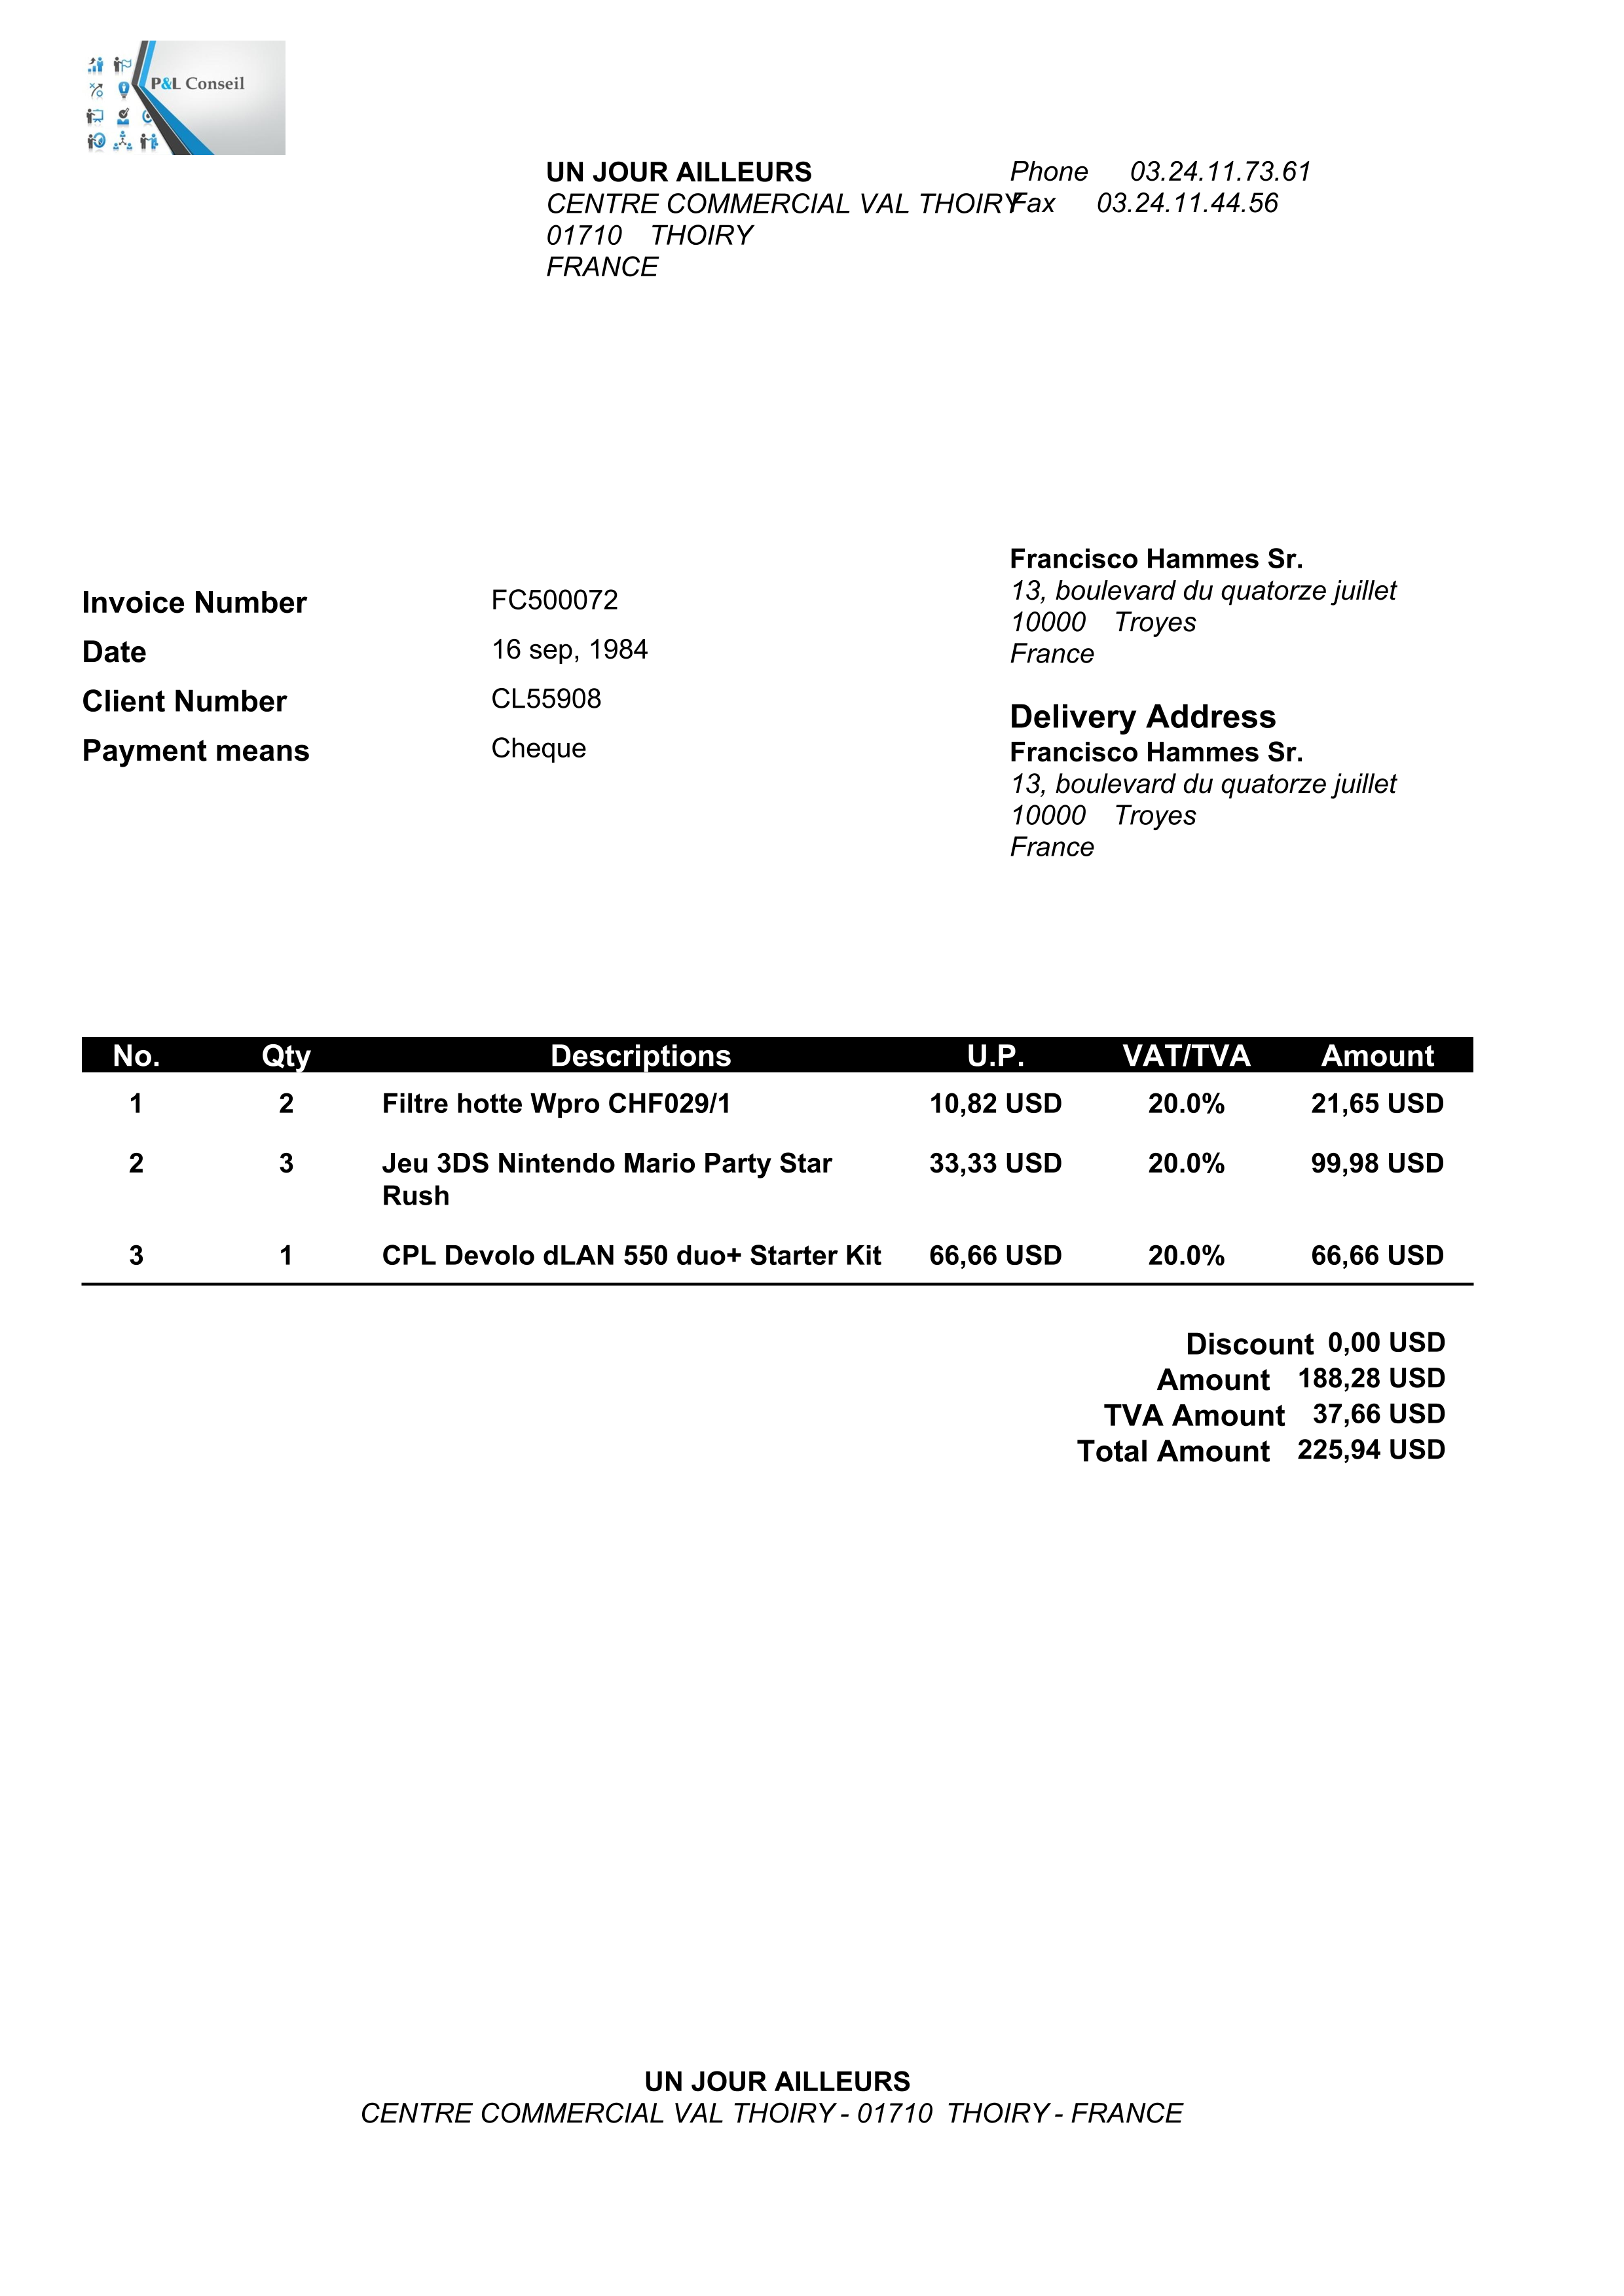 P&L Conseil
UN JOUR AILLEURS
CENTRE COMMERCIAL VAL THOIRY
01710 THOIRY
FRANCE
Phone 03.24.11.73.61
Fax 03.24.11.44.56
Invoice Number FC500072
Date 16 sep, 1984
Client Number CL55908
Payment means Cheque
Francisco Hammes Sr.
13, boulevard du quatorze juillet
10000 Troyes
France
Delivery Address
Francisco Hammes Sr.
13, boulevard du quatorze juillet
10000 Troyes
France
No. Qty Descriptions U.P. VAT/TVA Amount
1 2 Filtre hotte Wpro CHF029/1 10,82 USD 20.0% 21,65 USD
2 3 Jeu 3DS Nintendo Mario Party Star 33,33 USD 20.0% 99,98 USD
Rush
3 1 CPL Devolo dLAN 550 duo+ Starter Kit 66,66 USD 20.0% 66,66 USD
Discount 0,00 USD
Amount 188,28 USD
TVA Amount 37,66 USD
Total Amount 225,94 USD
UN JOUR AILLEURS
CENTRE COMMERCIAL VAL THOIRY - 01710 THOIRY - FRANCE